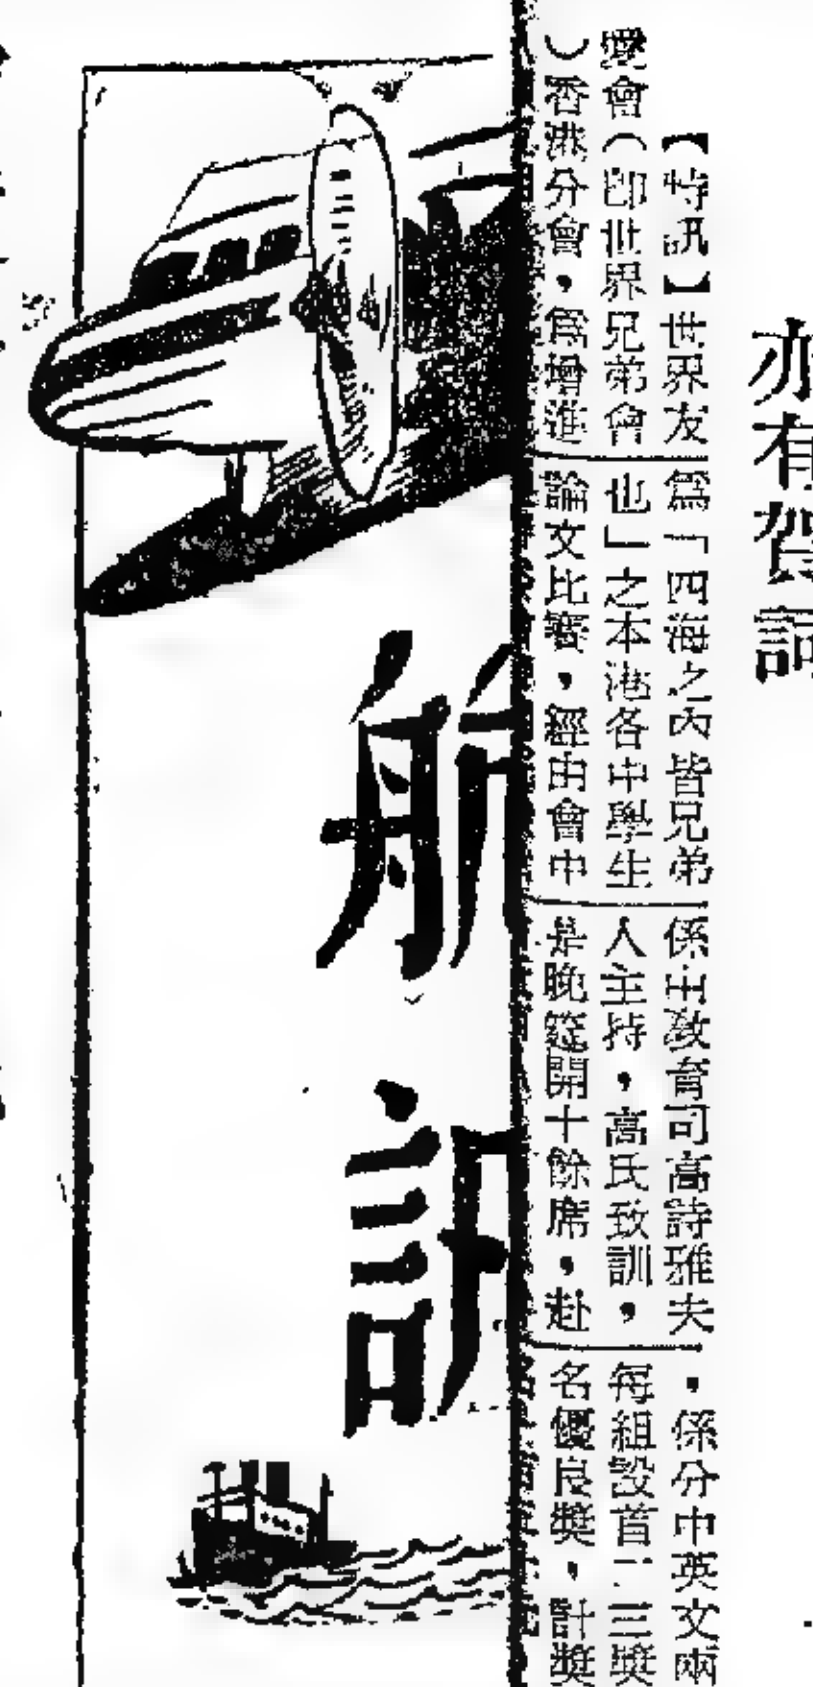 亦有賀詞
【特訊】世界友
愛會（即世界兄弟會
）香港分會，為增進
為「四海之內皆兄弟
也」之本港各中學生
論文比賽，經由會中
係由教育司高詩雅夫
人主持，高氏致訓，
是晚筵開十餘席，赴
，係分中英文兩
每組設首二三獎
名優良獎，計獎
航訊